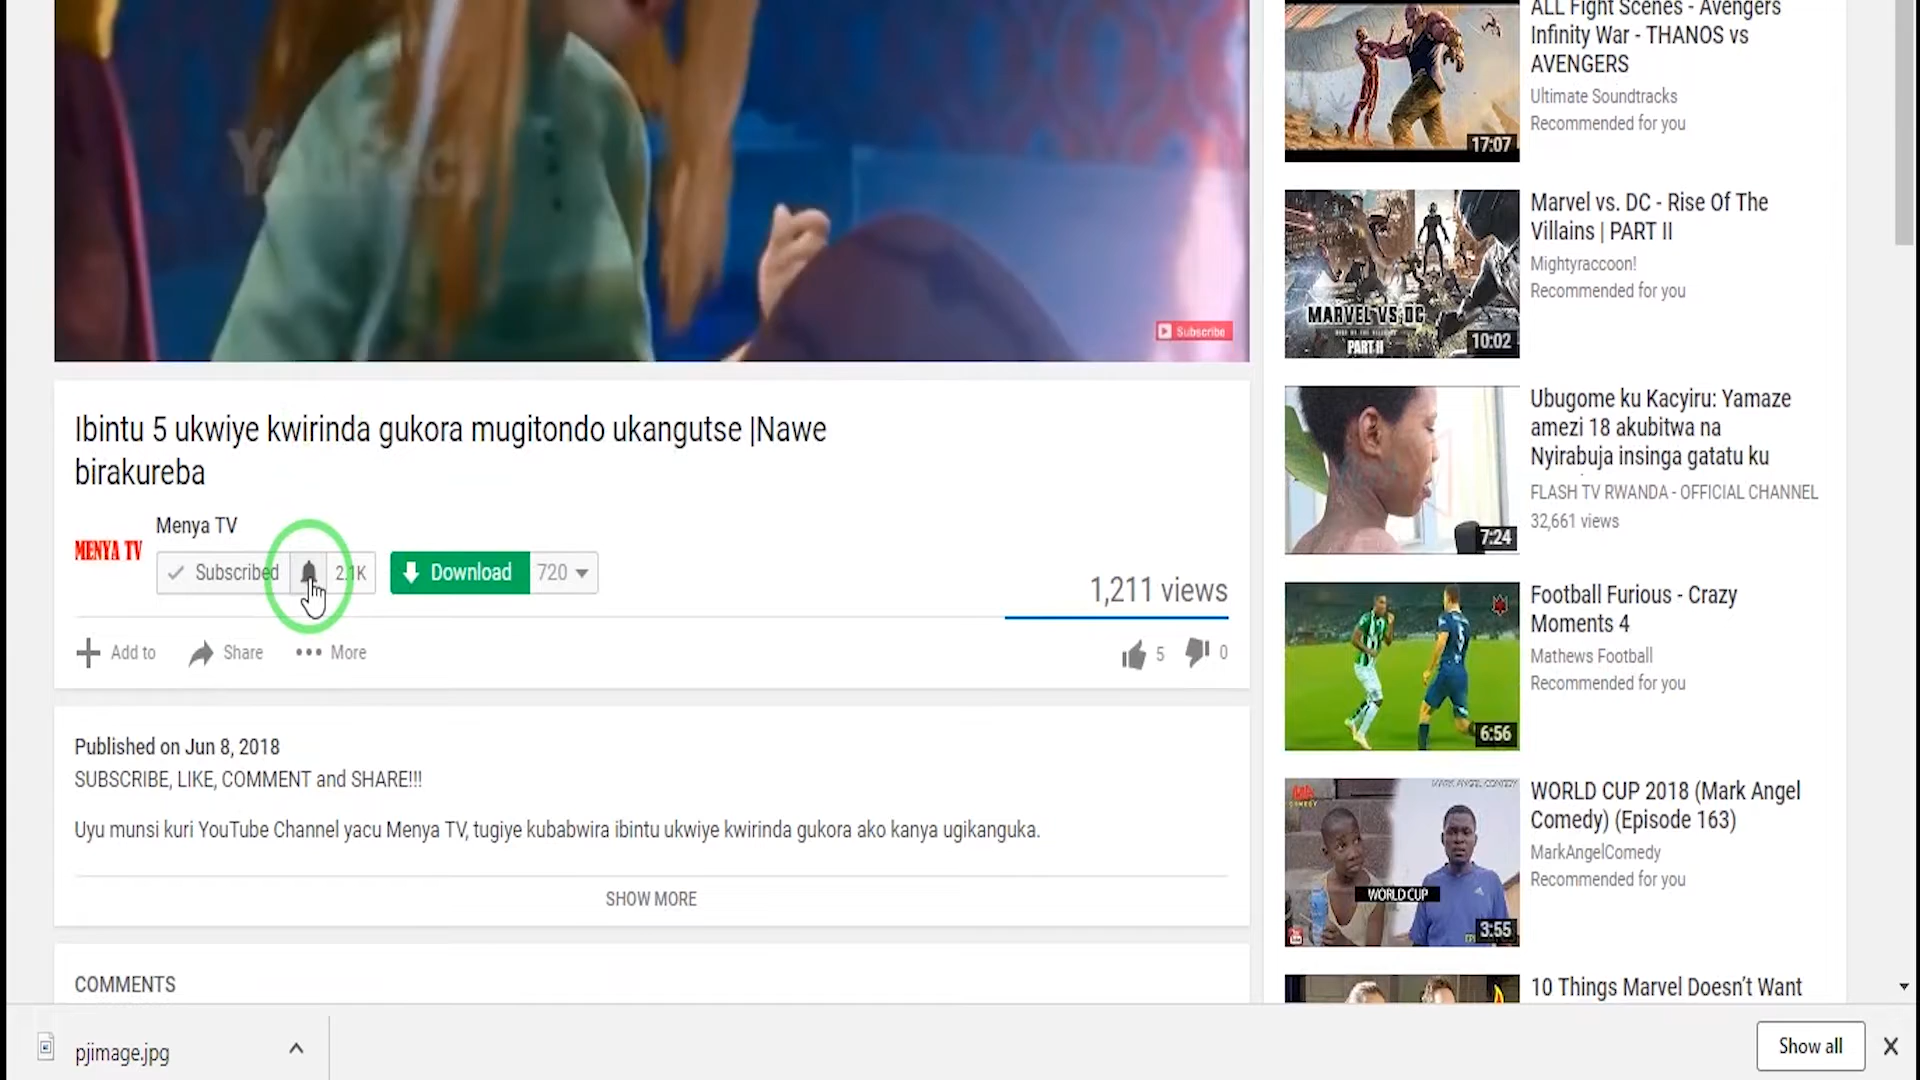 Subscribe
Ibintu 5 ukwiye kwirinda gukora mugitondo ukangutse |Nawe
birakureba
MENYA TV
Menya TV
Subscribed
2.1K
Download
720
1,211 views
Add to
Share
More
5
0
Published on Jun 8, 2018
SUBSCRIBE, LIKE, COMMENT and SHARE!!!
Uyu munsi kuri YouTube Channel yacu Menya TV, tugiye kubabwira ibintu ukwiye kwirinda gukora ako kanya ugikanguka.
SHOW MORE
COMMENTS
ALL Fight Scenes - Avengers
Infinity War - THANOS vs
AVENGERS
Ultimate Soundtracks
Recommended for you
17:07
Marvel vs. DC - Rise Of The
Villains | PART II
Mightyraccoon!
Recommended for you
MARVEL VS DC
PART II
10:02
Ubugome ku Kacyiru: Yamaze
amezi 18 akubitwa na
Nyirabuja insinga gatatu ku
FLASH TV RWANDA - OFFICIAL CHANNEL
32,661 views
7:24
Football Furious - Crazy
Moments 4
Mathews Football
Recommended for you
6:56
WORLD CUP 2018 (Mark Angel
Comedy) (Episode 163)
MarkAngelComedy
Recommended for you
MARK ANGEL COMEDY
WORLD CUP
3:55
10 Things Marvel Doesn't Want
pjimage.jpg
Show all